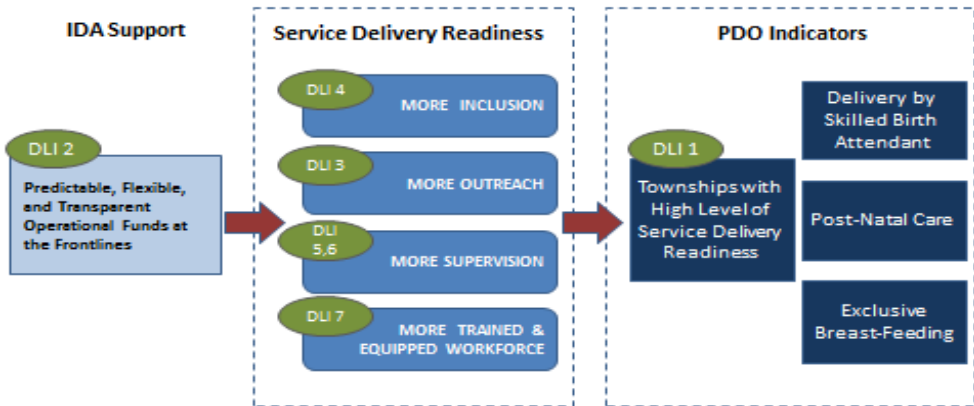 IDA Support
DLI 2
Predictable, Flexible,
and Transparent
Operational Funds at
the Frontlines
Service Delivery Readiness
DLI 4
MORE INCLUSION
DLI 3
MORE OUTREACH
DLI
5,6
MORE SUPERVISION
DLI 7
MORE TRAINED &
EQUIPPED WORKFORCE
PDO Indicators
DLI 1
Townships with
High Level of
Service Delivery
Readiness
Delivery by
Skilled Birth
Attendant
Post-Natal Care
Exclusive
Breast-Feeding